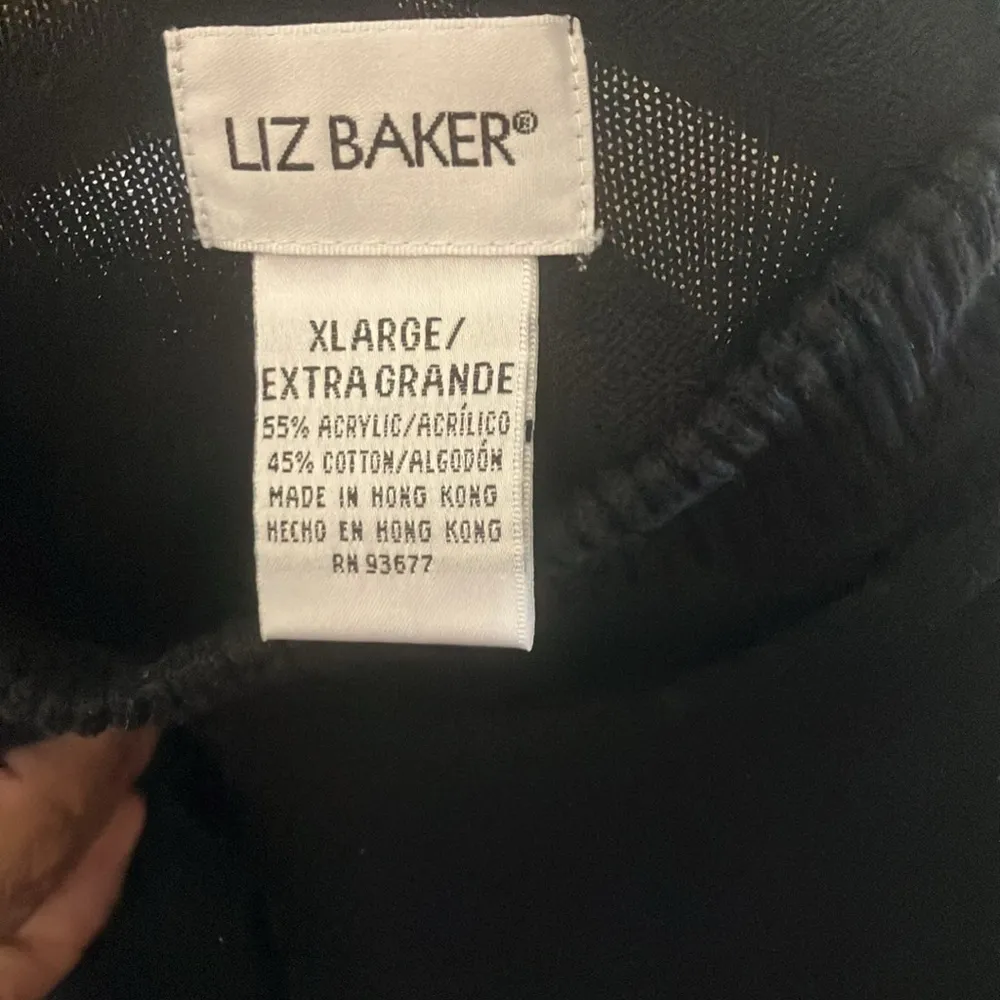 LIZ BAKER®
XLARGE/
EXTRA GRANDE
55% ACRYLIC/ACRÍLICO
45% COTTON/ALGODÓN
MADE IN HONG KONG
HECHO EN HONG KONG
RN 93677